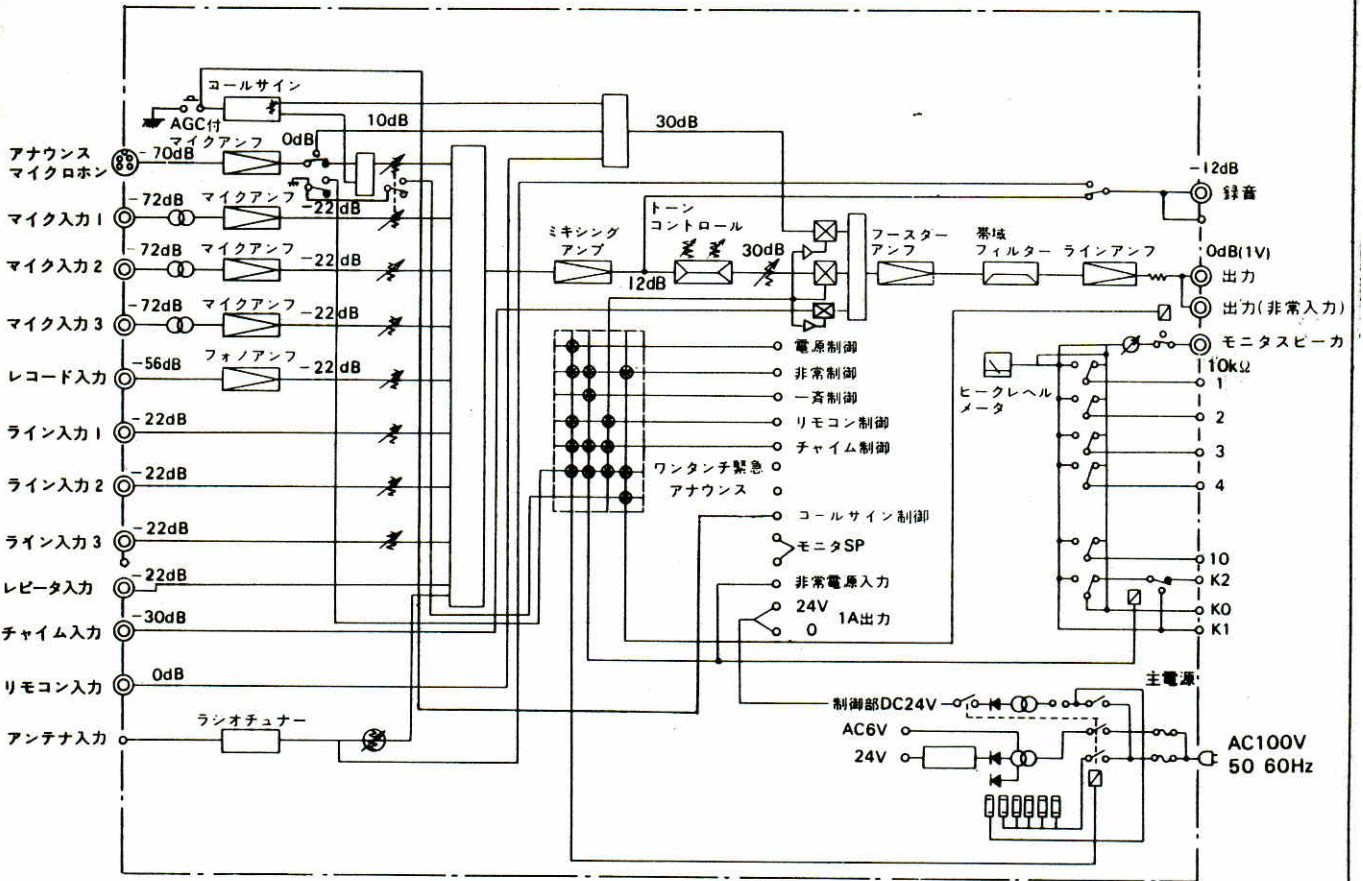 コールサイン
AGC付
マイクアンプ
0dB
10dB
30dB
アナウンス
マイクロホン
-70dB
マイク入力1
-72dB
マイクアンプ
-22dB
マイク入力2
-72dB
マイクアンプ
-22dB
マイク入力3
-72dB
マイクアンプ
-22dB
レコード入力
-56dB
フォノアンプ
-22dB
ライン入力1
-22dB
ライン入力2
-22dB
ライン入力3
-22dB
レピータ入力
-22dB
チャイム入力
-30dB
リモコン入力
0dB
アンテナ入力
ラジオチュナー
ミキシング
アンプ
12dB
トーン
コントロール
30dB
ブースター
アンプ
帯域
フィルター
ラインアンプ
-12dB
録音
0dB(1V)
出力
出力(非常入力)
モニタスピーカ
10kΩ
ピークレベル
メータ
1
2
3
4
10
K2
K0
K1
電源制御
非常制御
一斉制御
リモコン制御
チャイム制御
ワンタンチ緊急
アナウンス
コールサイン制御
モニタSP
非常電源入力
24V
1A出力
0
主電源
制御部DC24V
AC6V
24V
AC100V
50 60Hz